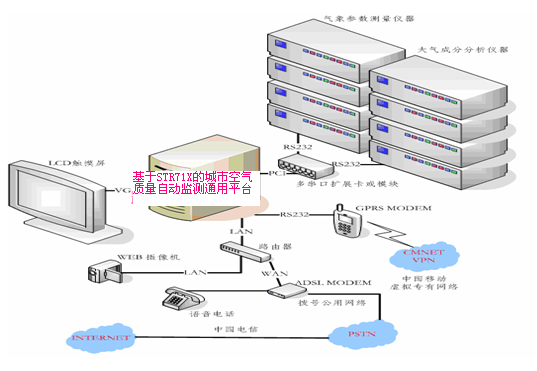 气象参数测量仪器
大气成分分析仪器
RS232
LCD触摸屏
基于STR71X的城市空气
质量自动监测通用平台
PCI
RS232
VG
多串口扩展卡或模块
RS232
GPRS MODEM
LAN
路由器
CMNET
VPN
WEB摄像机
LAN
WAN
ADSL MODEM
中国移动
虚拟专有网络
拨号公用网络
语音电话
中国电信
INTERNET
PSTN